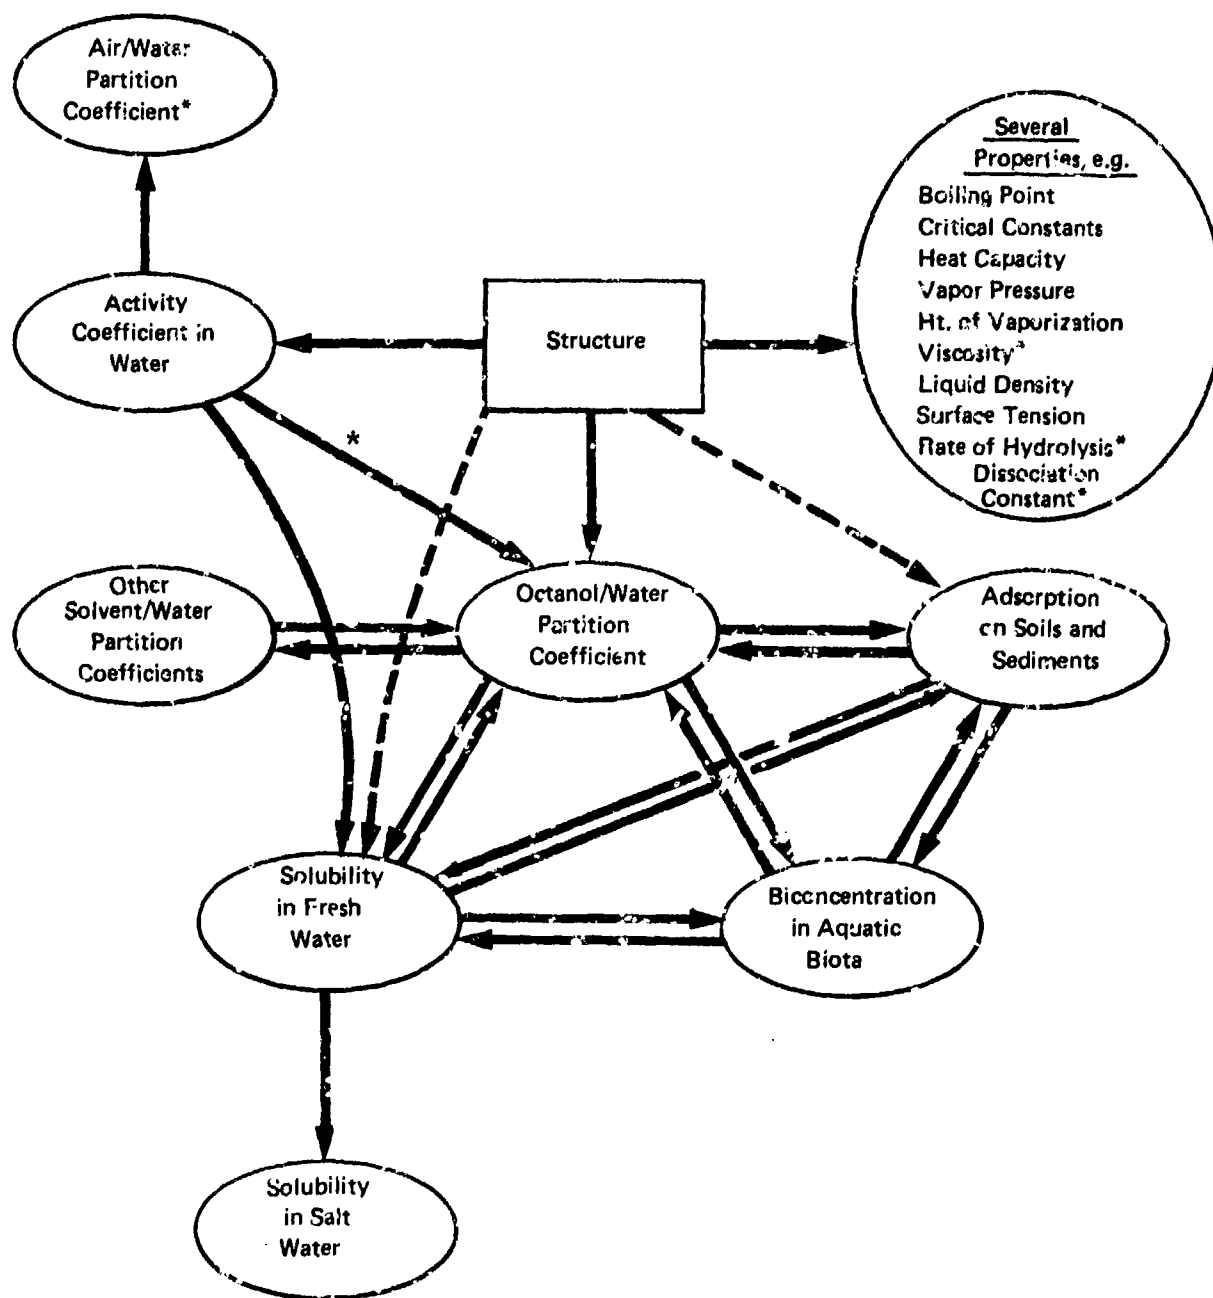 Air/Water
Partition
Coefficient*
Several
Properties, e.g.
Boiling Point
Critical Constants
Heat Capacity
Vapor Pressure
Ht. of Vaporization
Viscosity*
Liquid Density
Surface Tension
Rate of Hydrolysis*
Dissociation
Constant*
Activity
Coefficient in
Water
Structure
*
Other
Solvent/Water
Partition
Coefficients
Octanol/Water
Partition
Coefficient
Adsorption
on Soils and
Sediments
Solubility
in Fresh
Water
Bioconcentration
in Aquatic
Biota
Solubility
in Salt
Water